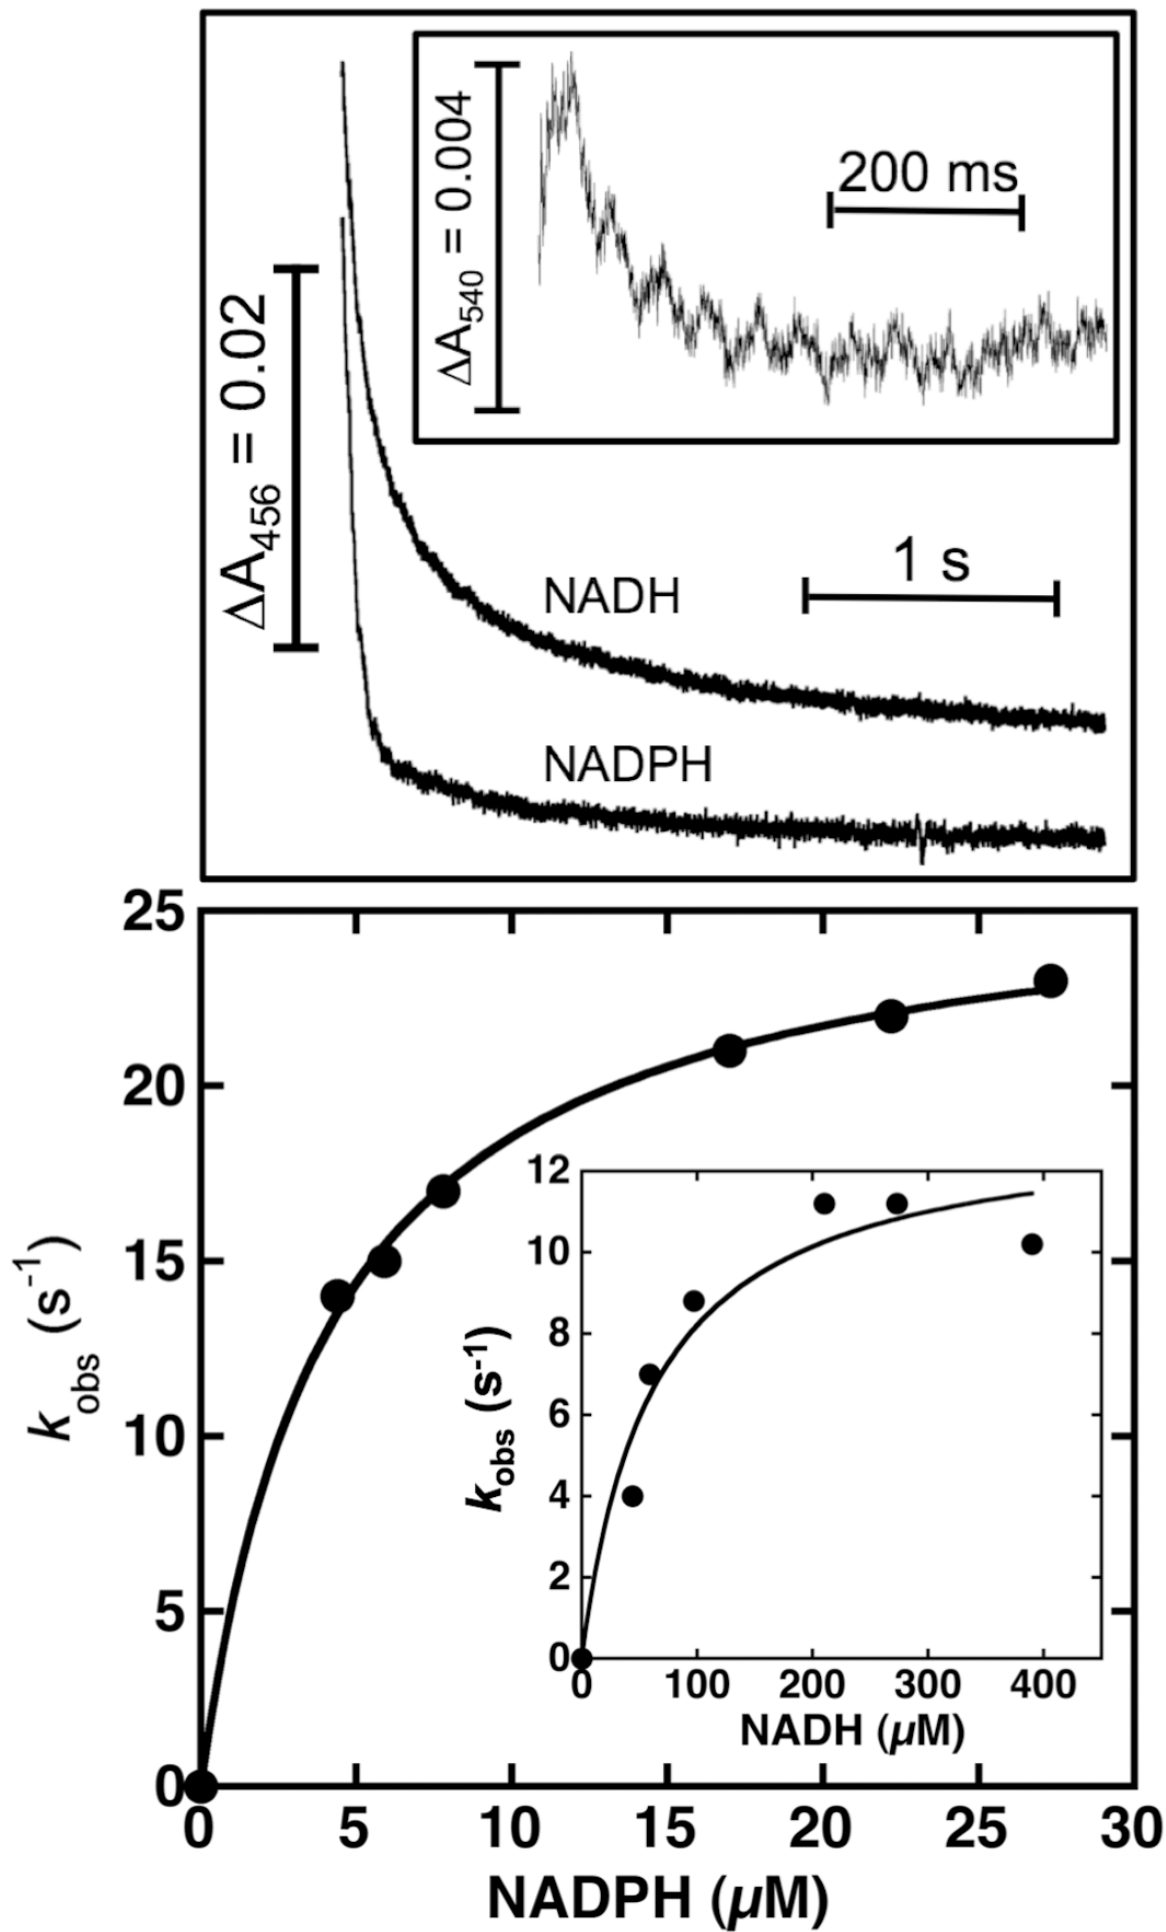 ΔA540 = 0.004
200 ms
ΔA456 = 0.02
1 s
NADH
NADPH
25
20
15
10
5
0
kobs (s-1)
12
10
8
6
4
2
0
kobs (s-1)
0 100 200 300 400
NADH (μM)
0 5 10 15 20 25 30
NADPH (μM)